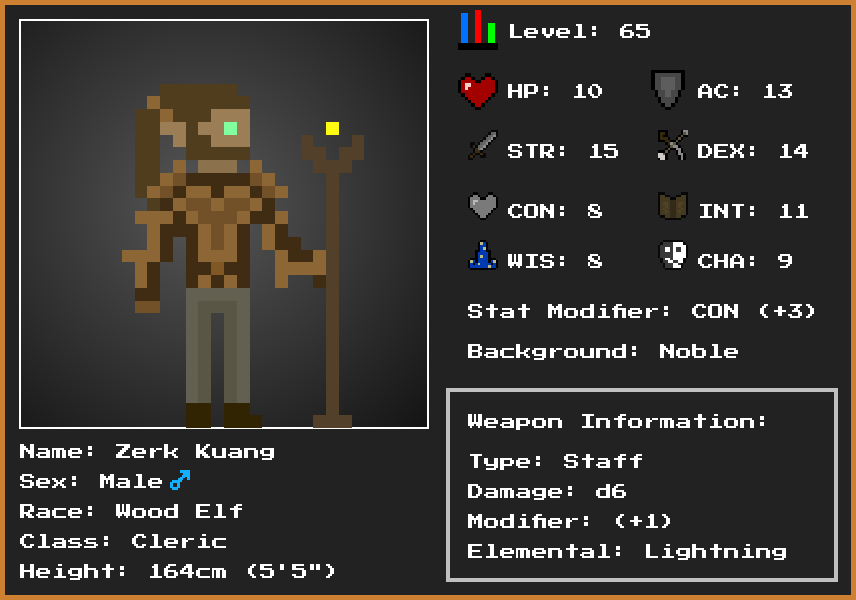 Level: 65
HP: 10
AC: 13
STR: 15
DEX: 14
CON: 8
INT: 11
WIS: 8
CHA: 9
Stat Modifier: CON (+3)
Background: Noble
Weapon Information:
Type: Staff
Damage: d6
Modifier: (+1)
Elemental: Lightning
Name: Zerk Kuang
Sex: Male♂
Race: Wood Elf
Class: Cleric
Height: 164cm (5'5")